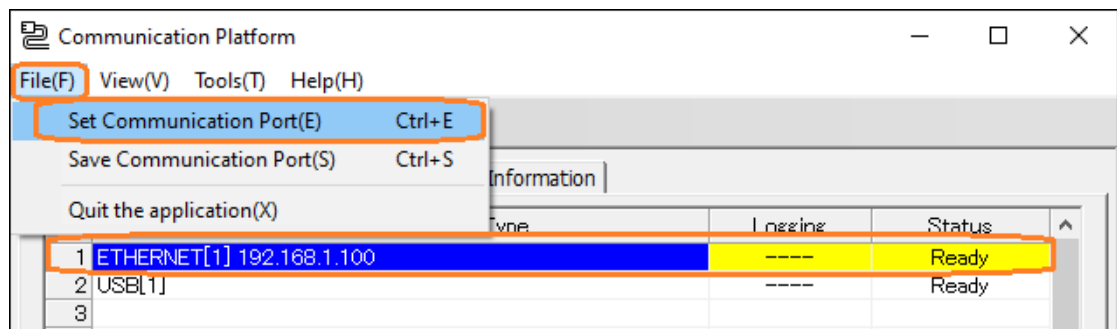 Communication Platform
File(F) View(V) Tools(T) Help(H)
Set Communication Port(E) Ctrl+E
Save Communication Port(S) Ctrl+S
Information
Quit the application(X)
Type Logging Status
1 ETHERNET[1] 192.168.1.100 ---- Ready
2 USB[1] ---- Ready
3